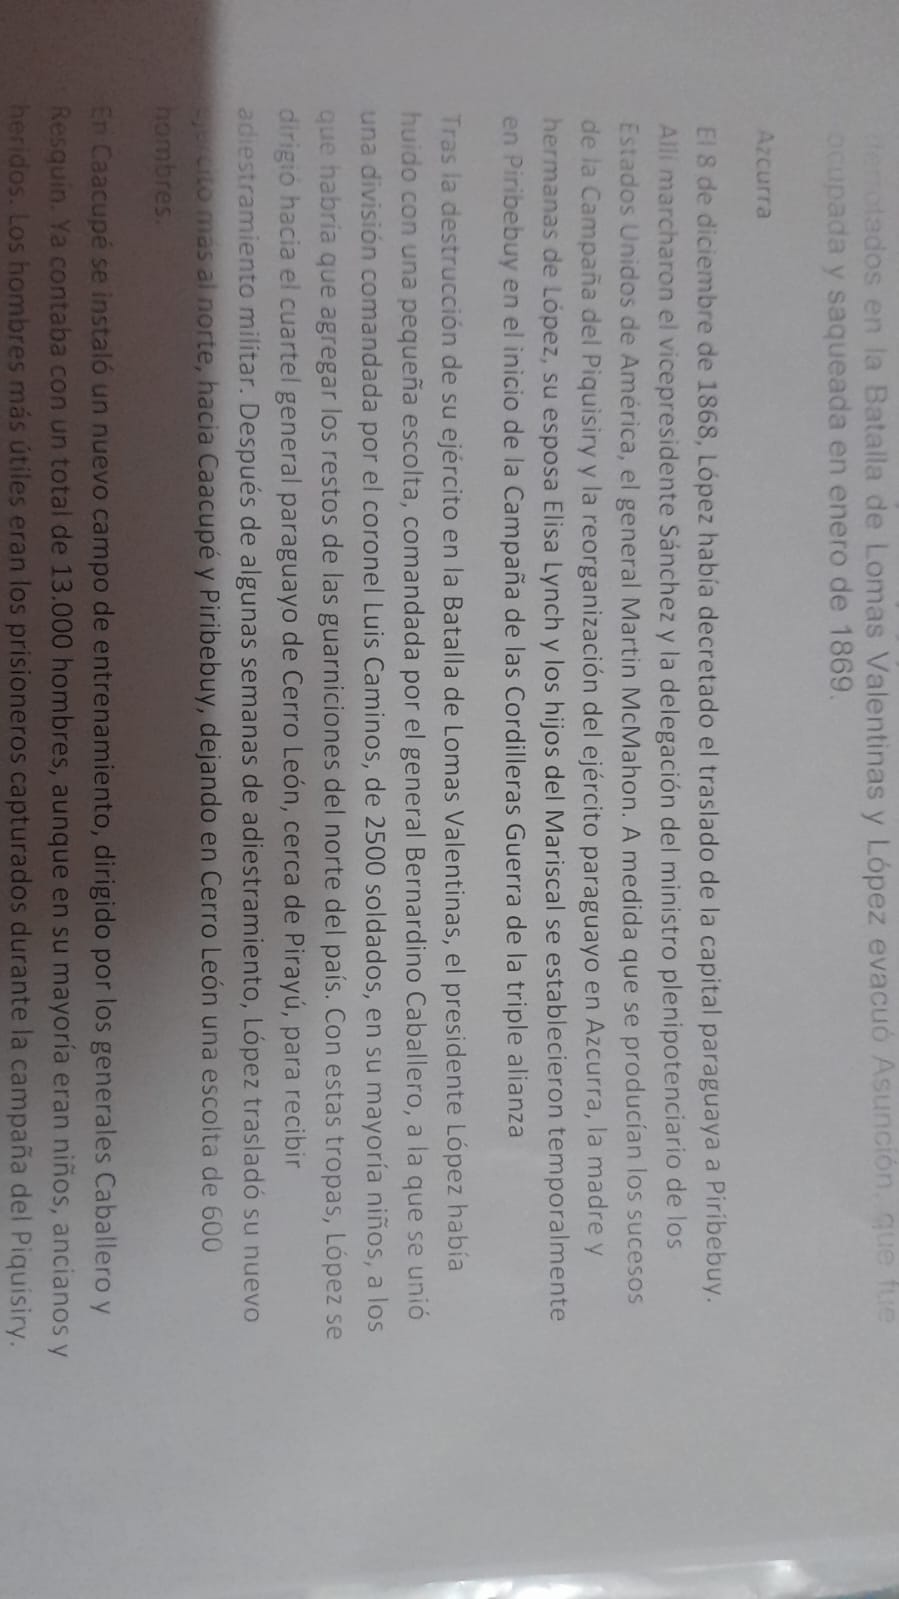 derrotados en la Batalla de Lomas Valentinas y López evacuó Asunción, que fue
ocupada y saqueada en enero de 1869.
Azcurra
El 8 de diciembre de 1868, López había decretado el traslado de la capital paraguaya a Piribebuy.
Allí marcharon el vicepresidente Sánchez y la delegación del ministro plenipotenciario de los
Estados Unidos de América, el general Martin McMahon. A medida que se producían los sucesos
de la Campaña del Piquisiry y la reorganización del ejército paraguayo en Azcurra, la madre y
hermanas de López, su esposa Elisa Lynch y los hijos del Mariscal se establecieron temporalmente
en Piribebuy en el inicio de la Campaña de las Cordilleras Guerra de la triple alianza
Tras la destrucción de su ejército en la Batalla de Lomas Valentinas, el presidente López había
huido con una pequeña escolta, comandada por el general Bernardino Caballero, a la que se unió
una división comandada por el coronel Luis Caminos, de 2500 soldados, en su mayoría niños, a los
que habría que agregar los restos de las guarniciones del norte del país. Con estas tropas, López se
dirigió hacia el cuartel general paraguayo de Cerro León, cerca de Pirayú, para recibir
adiestramiento militar. Después de algunas semanas de adiestramiento, López trasladó su nuevo
ejército más al norte, hacia Caacupé y Piribebuy, dejando en Cerro León una escolta de 600
hombres.
En Caacupé se instaló un nuevo campo de entrenamiento, dirigido por los generales Caballero y
Resquín. Ya contaba con un total de 13.000 hombres, aunque en su mayoría eran niños, ancianos y
heridos. Los hombres más útiles eran los prisioneros capturados durante la campaña del Piquisiry.